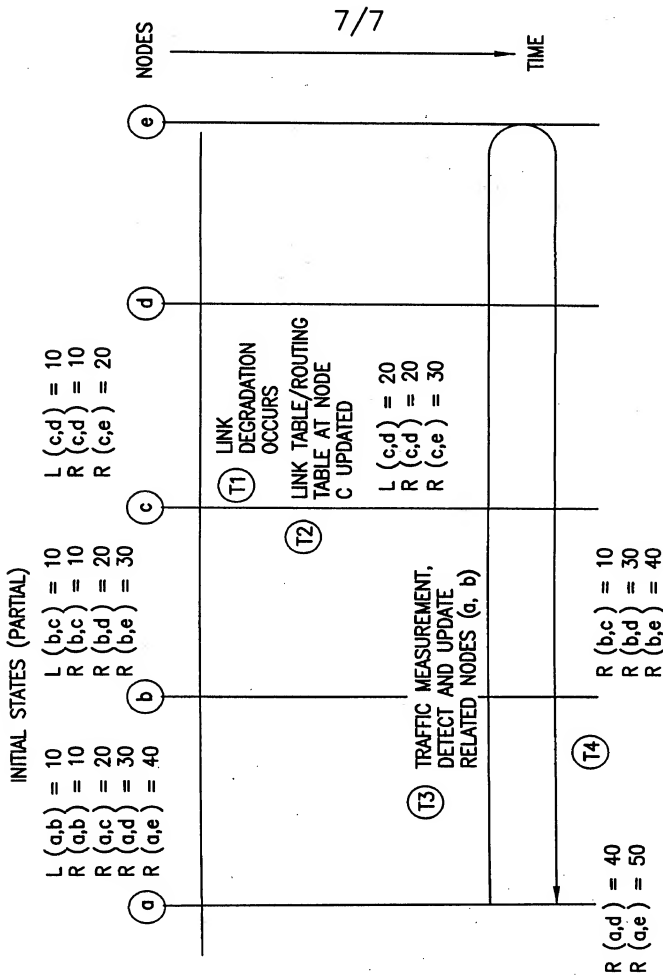 7/7
NODES
TIME
INITIAL STATES (PARTIAL)
L (a,b) = 10
R (a,b) = 10
R (a,c) = 20
R (a,d) = 30
R (a,e) = 40
L (b,c) = 10
R (b,c) = 10
R (b,d) = 20
R (b,e) = 30
L (c,d) = 10
R (c,d) = 10
R (c,e) = 20
a
b
c
d
e
T1
LINK
DEGRADATION
OCCURS
T2
LINK TABLE/ROUTING
TABLE AT NODE
C UPDATED
L (c,d) = 20
R (c,d) = 20
R (c,e) = 30
T3
TRAFFIC MEASUREMENT,
DETECT AND UPDATE
RELATED NODES (a, b)
T4
R (a,d) = 40
R (a,e) = 50
R (b,c) = 10
R (b,d) = 30
R (b,e) = 40